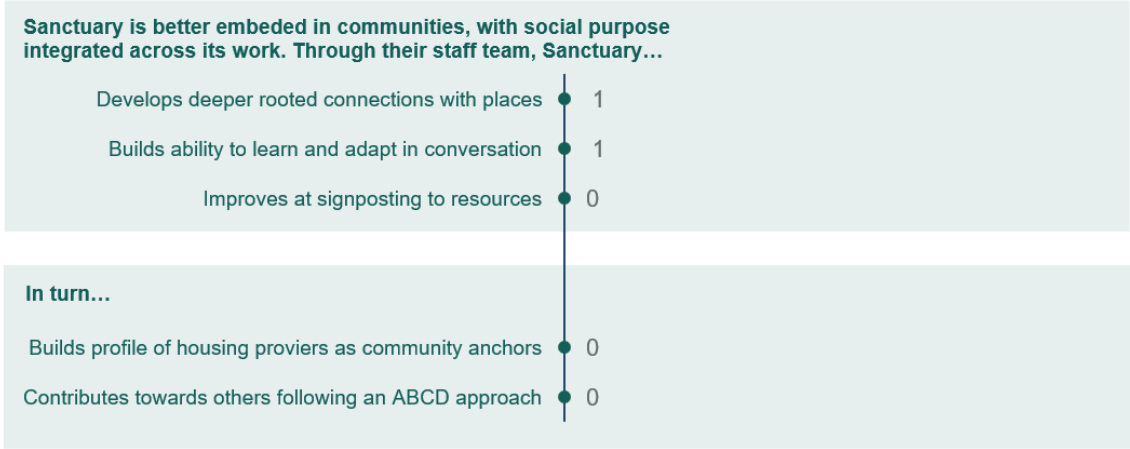 Sanctuary is better embeded in communities, with social purpose
integrated across its work. Through their staff team, Sanctuary…
Develops deeper rooted connections with places 1
Builds ability to learn and adapt in conversation 1
Improves at signposting to resources 0
In turn…
Builds profile of housing proviers as community anchors 0
Contributes towards others following an ABCD approach 0